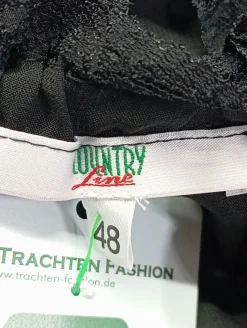 COUNTRY
Line
48
TRACHTEN FASHION
www.trachten-fashion.de